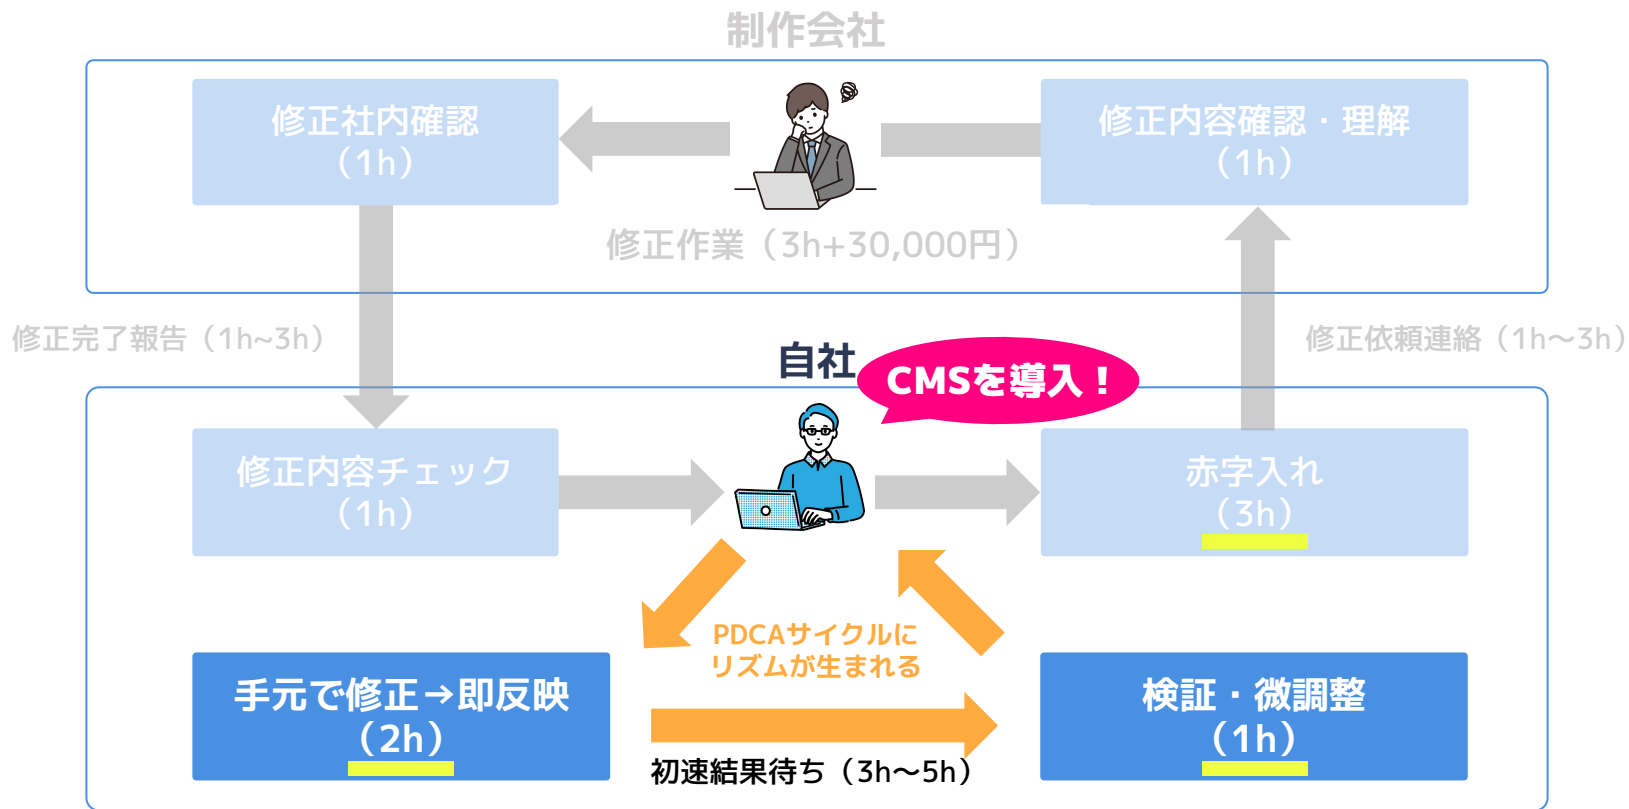 制作会社
修正社内確認
（1h）
修正内容確認・理解
（1h）
修正作業（3h+30,000円）
修正完了報告（1h~3h）
修正依頼連絡（1h〜3h）
自社
CMSを導入！
修正内容チェック
（1h）
赤字入れ
（3h）
PDCAサイクルに
リズムが生まれる
手元で修正→即反映
（2h）
検証・微調整
（1h）
初速結果待ち（3h〜5h）